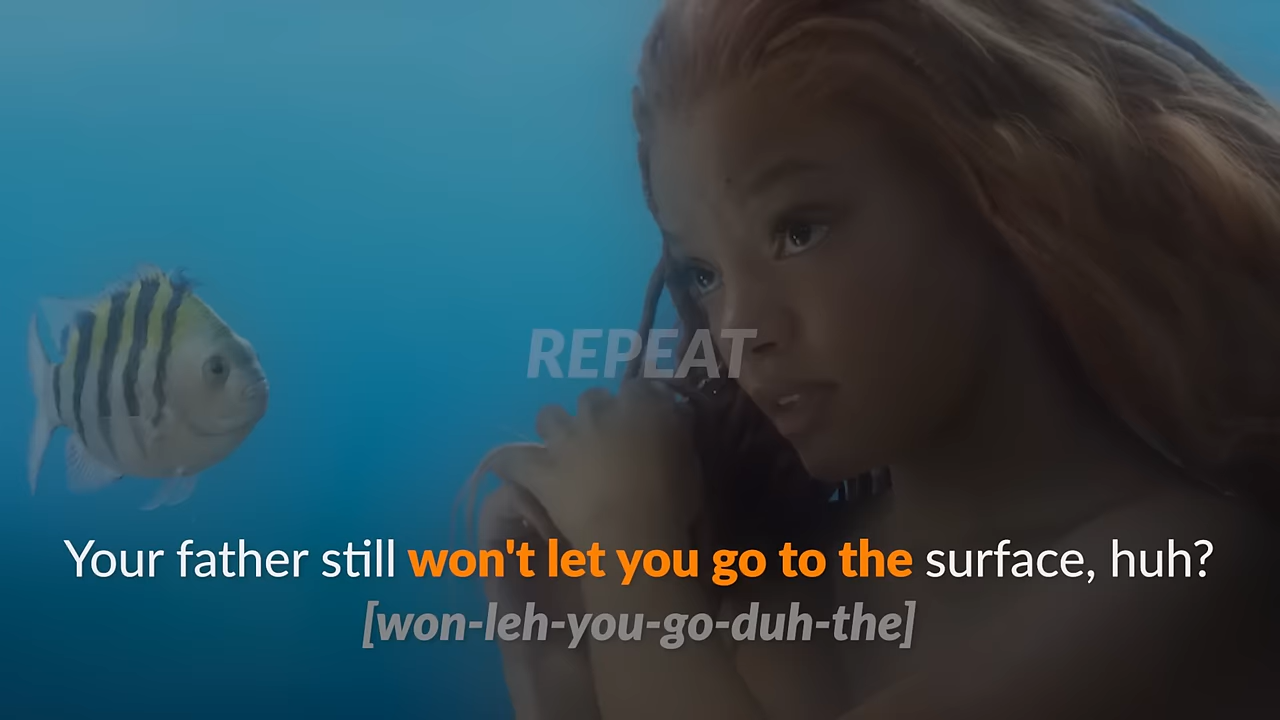 REPEAT
Your father still won't let you go to the surface, huh?
[won-leh-you-go-duh-the]